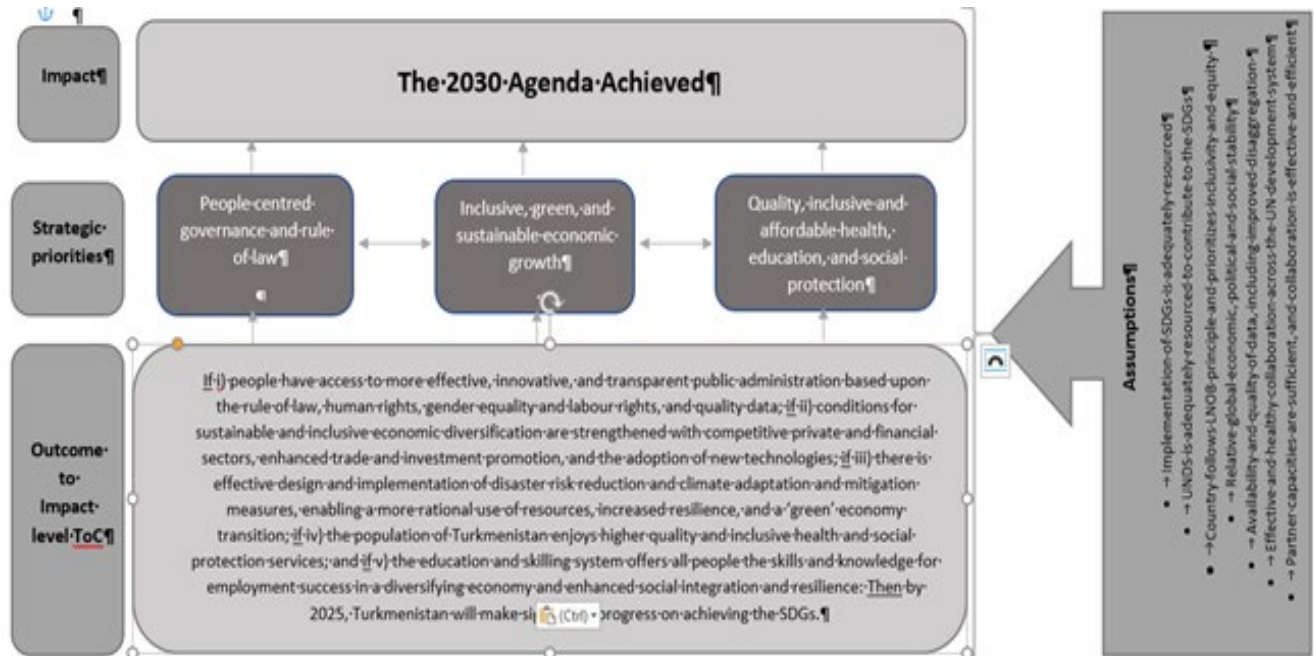 ¶
Impact¶
The 2030 Agenda Achieved¶
Strategic
priorities¶
People centred
governance and rule
of law¶
¶
Inclusive, green, and
sustainable economic
growth¶
Quality, inclusive and
affordable health,
education, and social
protection¶
Outcome
to
Impact
level ToC¶
If i) people have access to more effective, innovative, and transparent public administration based upon
the rule of law, human rights, gender equality and labour rights, and quality data; if ii) conditions for
sustainable and inclusive economic diversification are strengthened with competitive private and financial
sectors, enhanced trade and investment promotion, and the adoption of new technologies; if iii) there is
effective design and implementation of disaster risk reduction and climate adaptation and mitigation
measures, enabling a more rational use of resources, increased resilience, and a ‘green’ economy
transition; if iv) the population of Turkmenistan enjoys higher quality and inclusive health and social
protection services; and if v) the education and skilling system offers all people the skills and knowledge for
employment success in a diversifying economy and enhanced social integration and resilience: Then by
2025, Turkmenistan will make progress on achieving the SDGs.¶
(Ctrl)
Assumptions¶
• → Implementation of SDGs is adequately resourced¶
• → UNDS is adequately resourced to contribute to the SDGs¶
• → Country follows LNOB principle and prioritizes inclusivity and equity¶
• → Relative global economic, political and social stability¶
• → Availability and quality of data, including improved disaggregation¶
• → Effective and healthy collaboration across the UN development system¶
• → Partner capacities are sufficient, and collaboration is effective and efficient¶